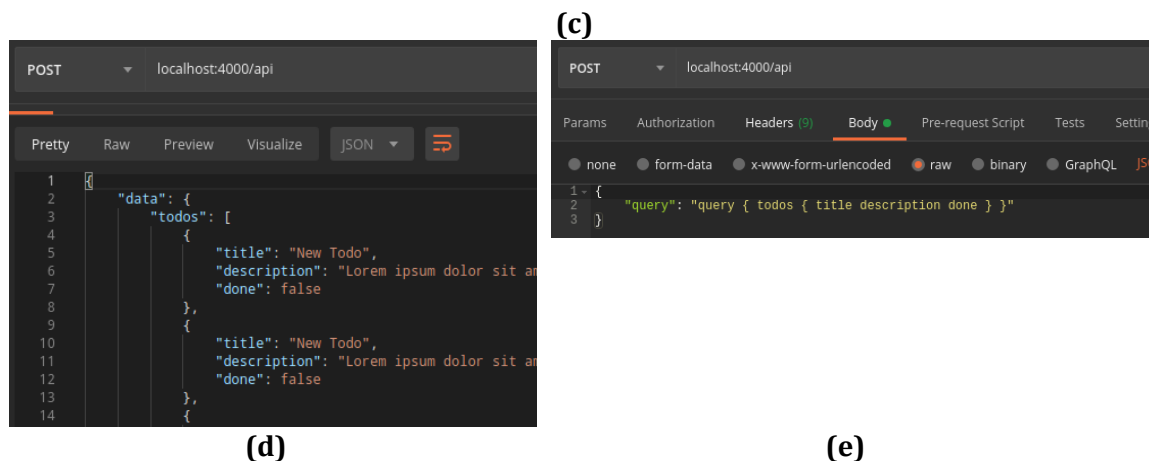 (c)
POST localhost:4000/api
Pretty Raw Preview Visualize JSON
1 {
2 "data": {
3 "todos": [
4 {
5 "title": "New Todo",
6 "description": "Lorem ipsum dolor sit
7 "done": false
8 },
9 {
10 "title": "New Todo",
11 "description": "Lorem ipsum dolor sit
12 "done": false
13 },
14 {
(d)
POST localhost:4000/api
Params Authorization Headers (9) Body Pre-request Script Tests Settin
none form-data x-www-form-urlencoded raw binary GraphQL JS
1 {
2 "query": "query { todos { title description done } }"
3 }
(e)